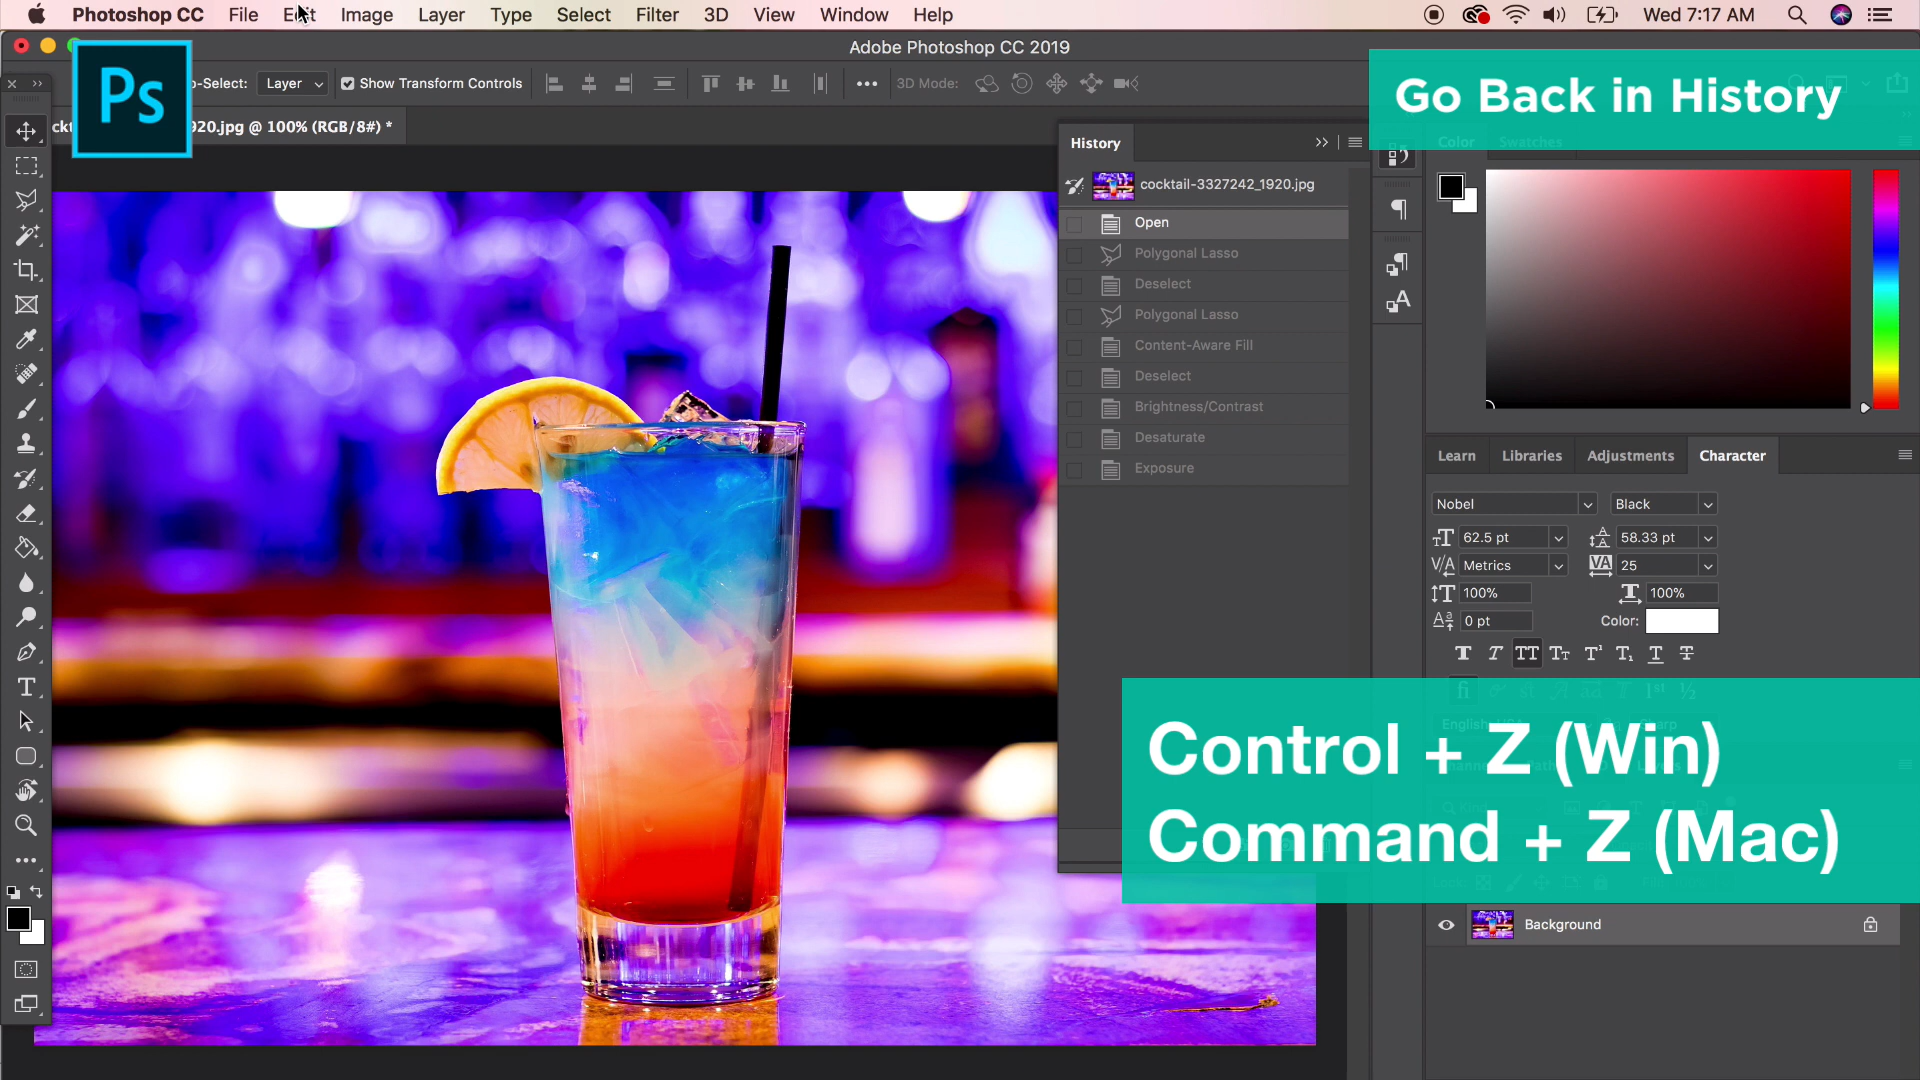 Photoshop CC File Edit Image Layer Type Select Filter 3D View Window Help Wed 7:17 AM
Adobe Photoshop CC 2019
Ps
o-Select: Layer Show Transform Controls 3D Mode:
Go Back in History
920.jpg @ 100% (RGB/8#) *
History
Color Swatches
cocktail-3327242_1920.jpg
Open
Polygonal Lasso
Deselect
Polygonal Lasso
Content-Aware Fill
Deselect
Brightness/Contrast
Desaturate
Exposure
Learn Libraries Adjustments Character
Nobel Black
62.5 pt 58.33 pt
Metrics 25
100% 100%
0 pt Color:
Control + Z (Win)
Command + Z (Mac)
Background